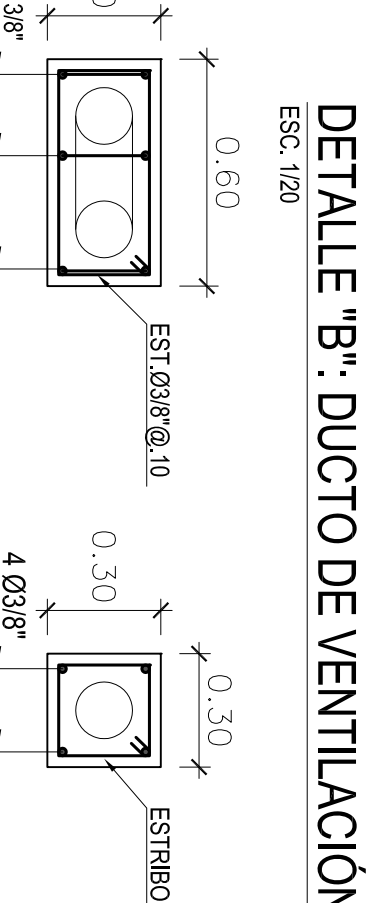 DETALLE "B": DUCTO DE VENTILACIÓN
ESC. 1/20
0.60
3/8"
EST.Ø3/8"@.10
0.30
0.30
4 Ø3/8"
ESTRIBO